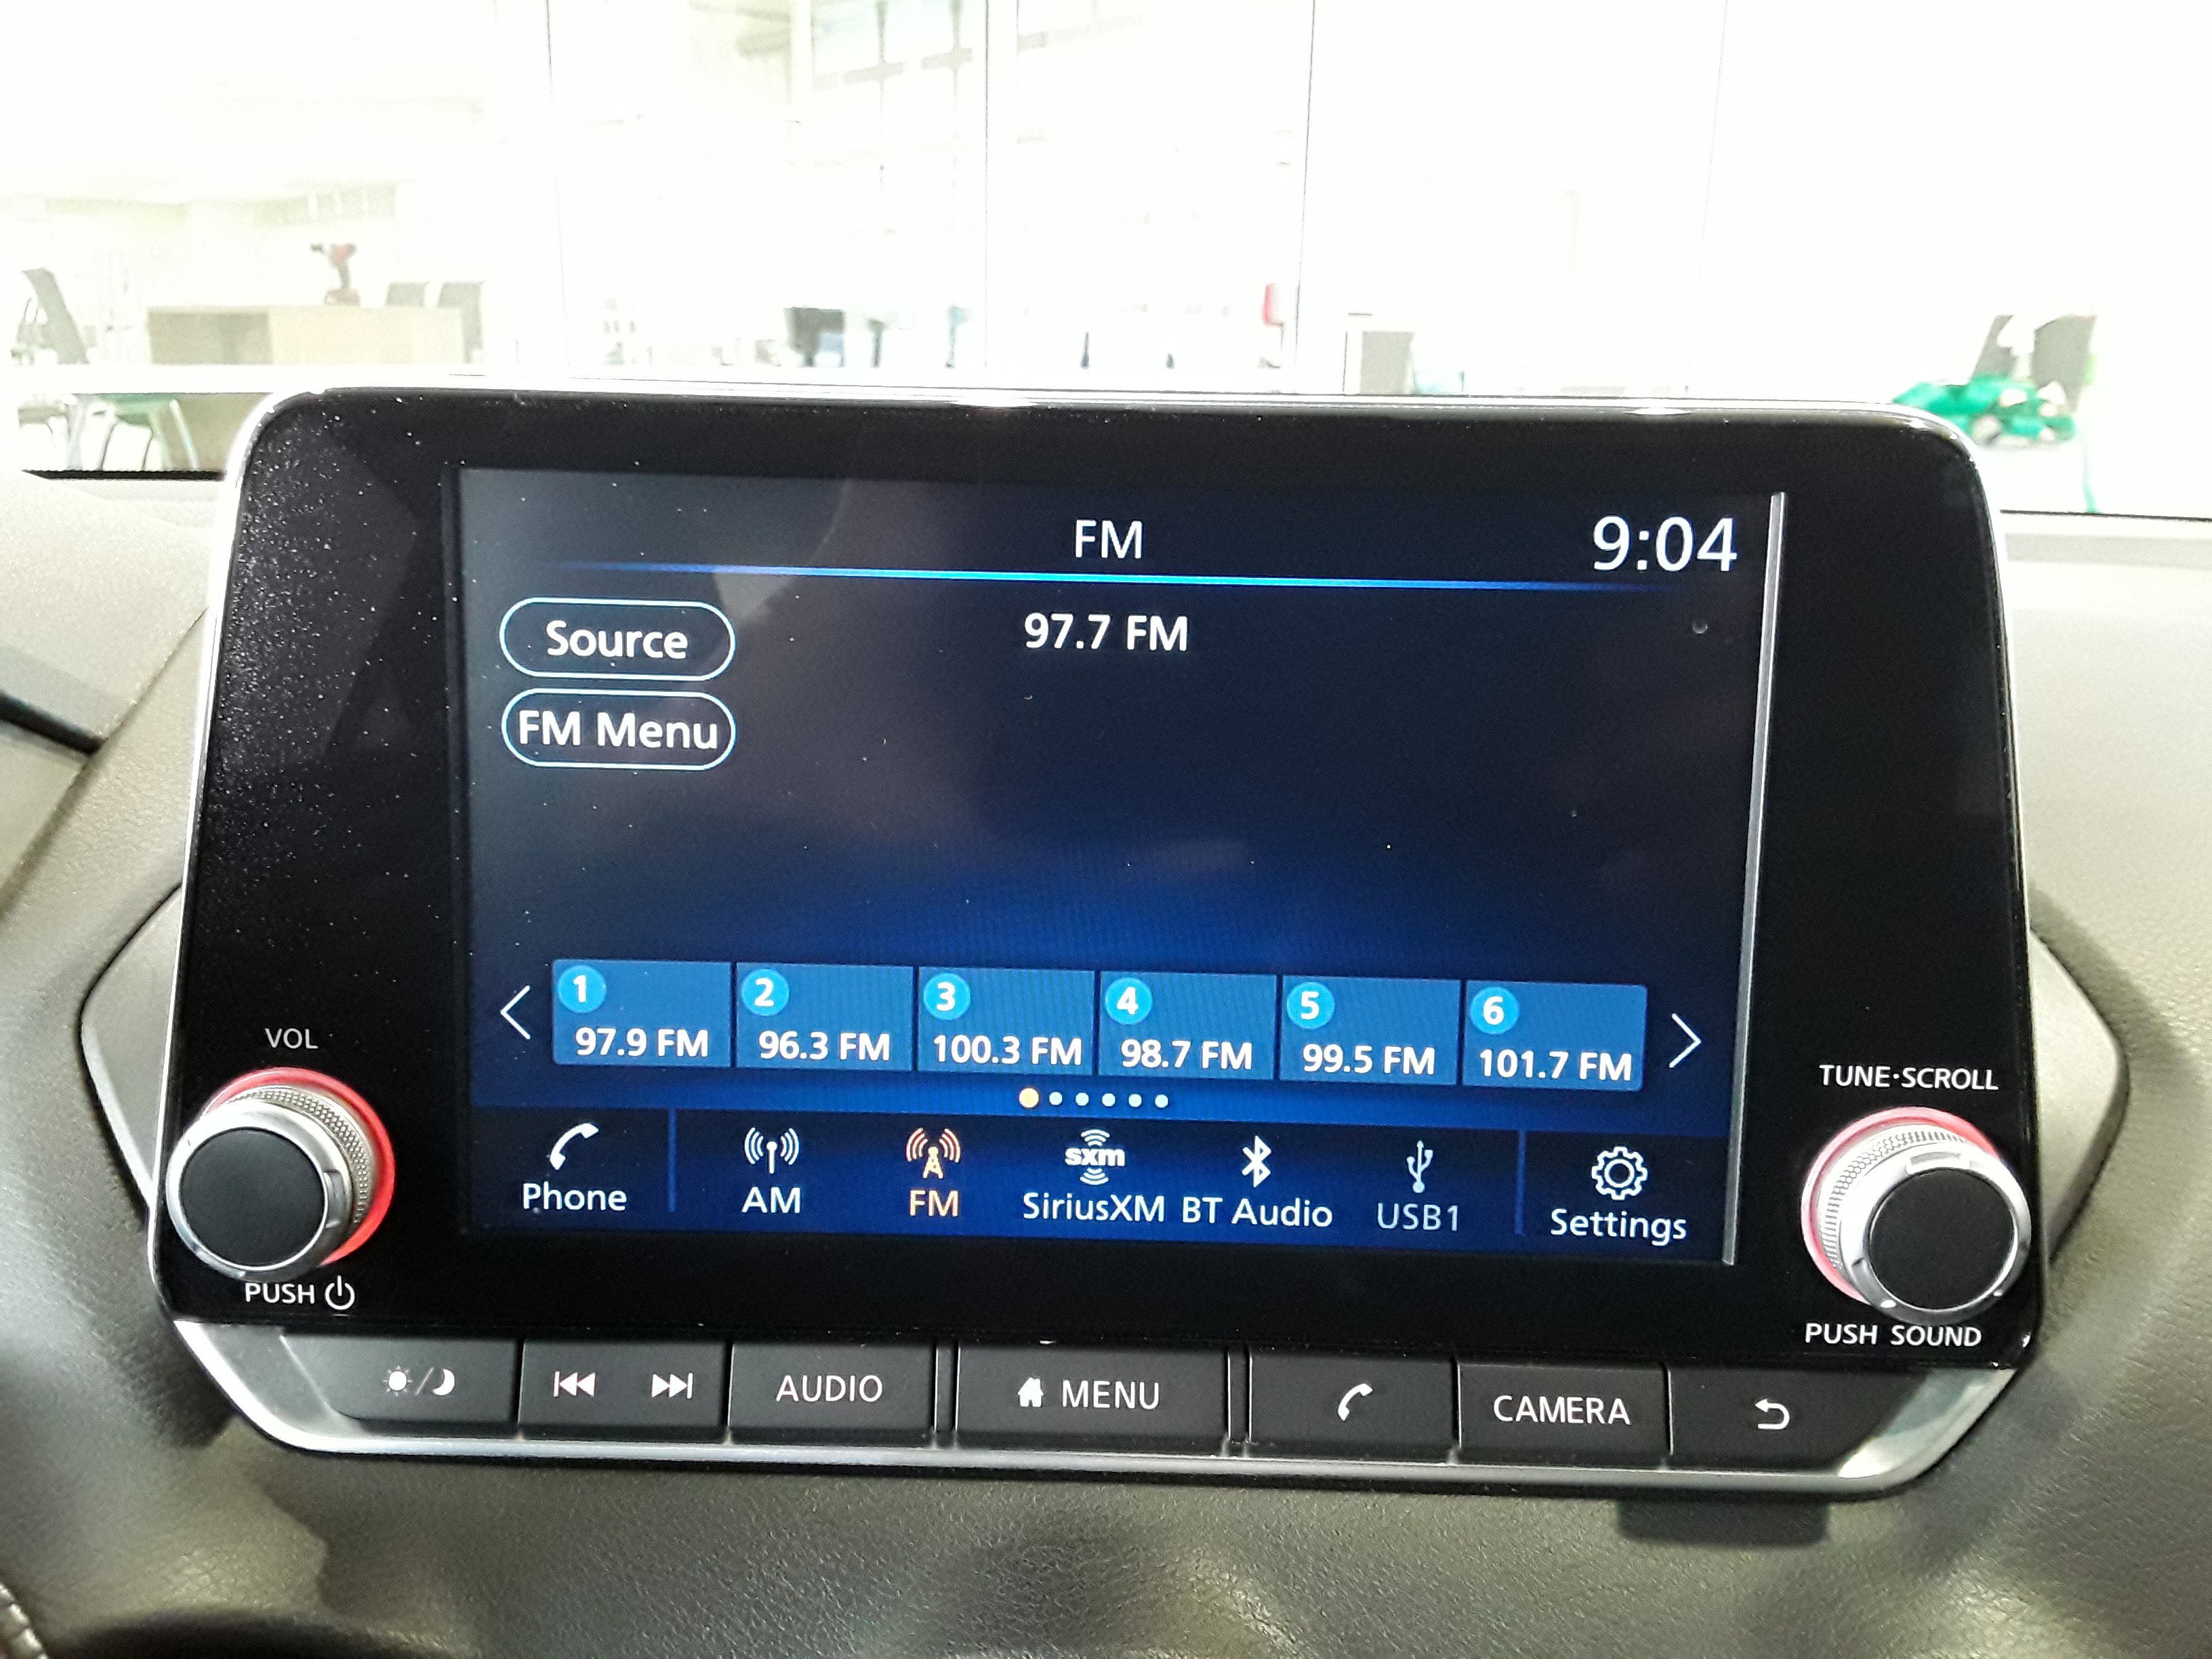 FM
9:04
Source
97.7 FM
FM Menu
1
97.9 FM
2
96.3 FM
3
100.3 FM
4
98.7 FM
5
99.5 FM
6
101.7 FM
Phone
AM
FM
sxm
SiriusXM
BT Audio
USB1
Settings
VOL
PUSH
TUNE·SCROLL
PUSH SOUND
AUDIO
MENU
CAMERA